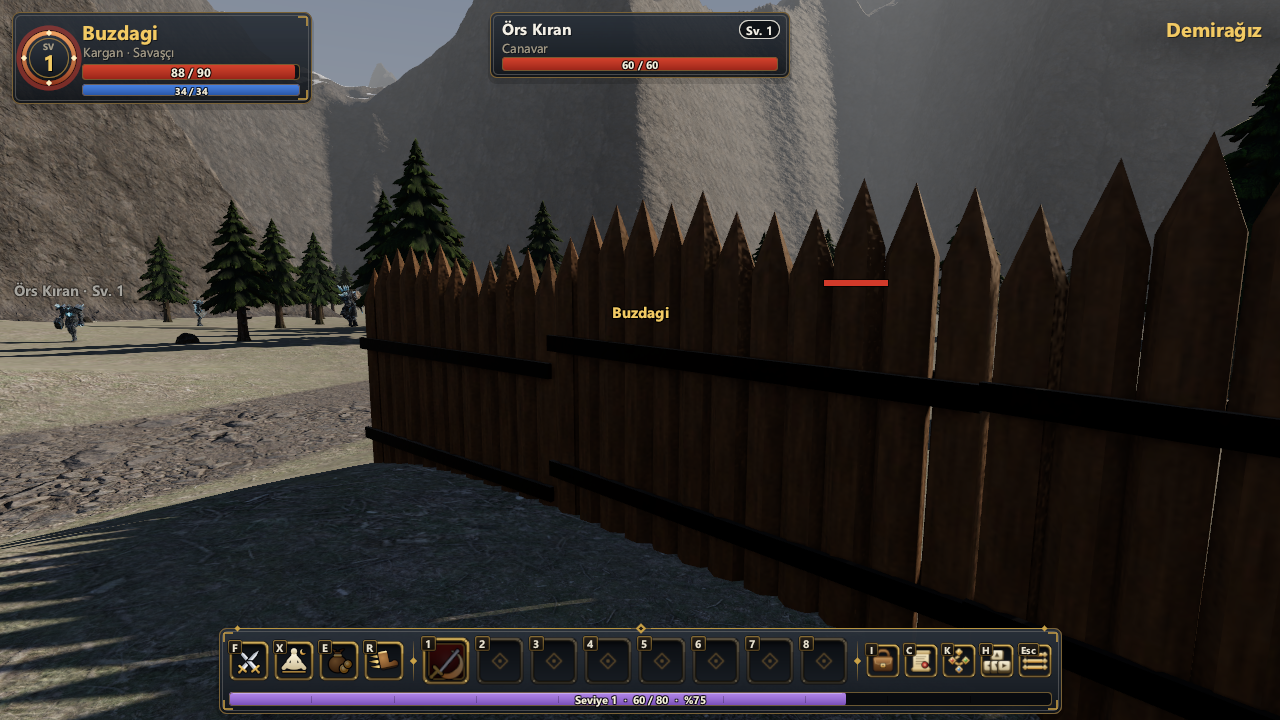 Buzdagi
SV
1
Kargan · Savaşçı
88 / 90
34 / 34
Örs Kıran
Sv. 1
Canavar
60 / 60
Demirağız
Örs Kıran · Sv. 1
Buzdagi
F
X
E
R
1
2
3
4
5
6
7
8
I
C
K
H
Esc
Seviye 1 · 60 / 80 · %75